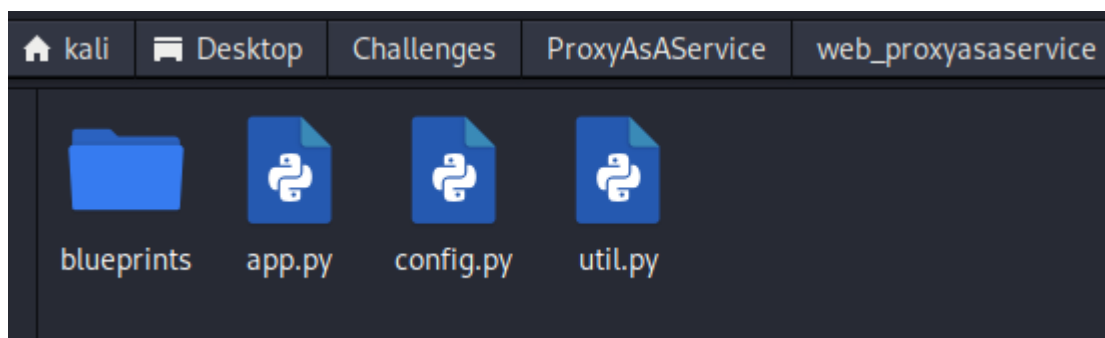 kali Desktop Challenges ProxyAsAService web_proxyasaservice
blueprints app.py config.py util.py